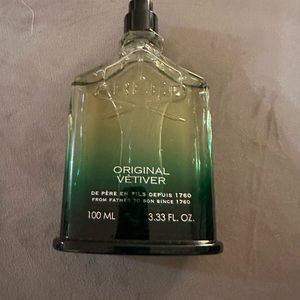 CREED
ORIGINAL
VETIVER
DE PÈRE EN FILS DEPUIS 1760
FROM FATHER TO SON SINCE 1760
100 ML 3.33 FL. OZ.